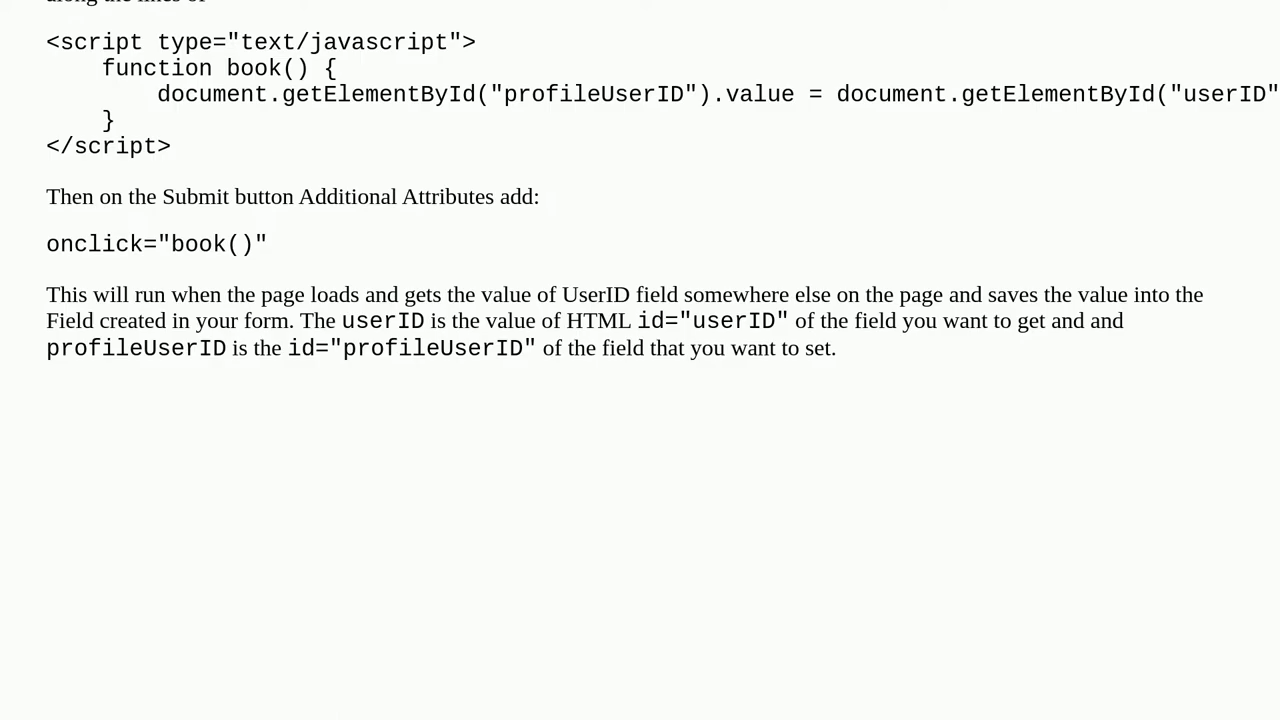 along the lines of
<script type="text/javascript">
    function book() {
        document.getElementById("profileUserID").value = document.getElementById("userID"
    }
</script>
Then on the Submit button Additional Attributes add:
onclick="book()"
This will run when the page loads and gets the value of UserID field somewhere else on the page and saves the value into the
Field created in your form. The userID is the value of HTML id="userID" of the field you want to get and and
profileUserID is the id="profileUserID" of the field that you want to set.